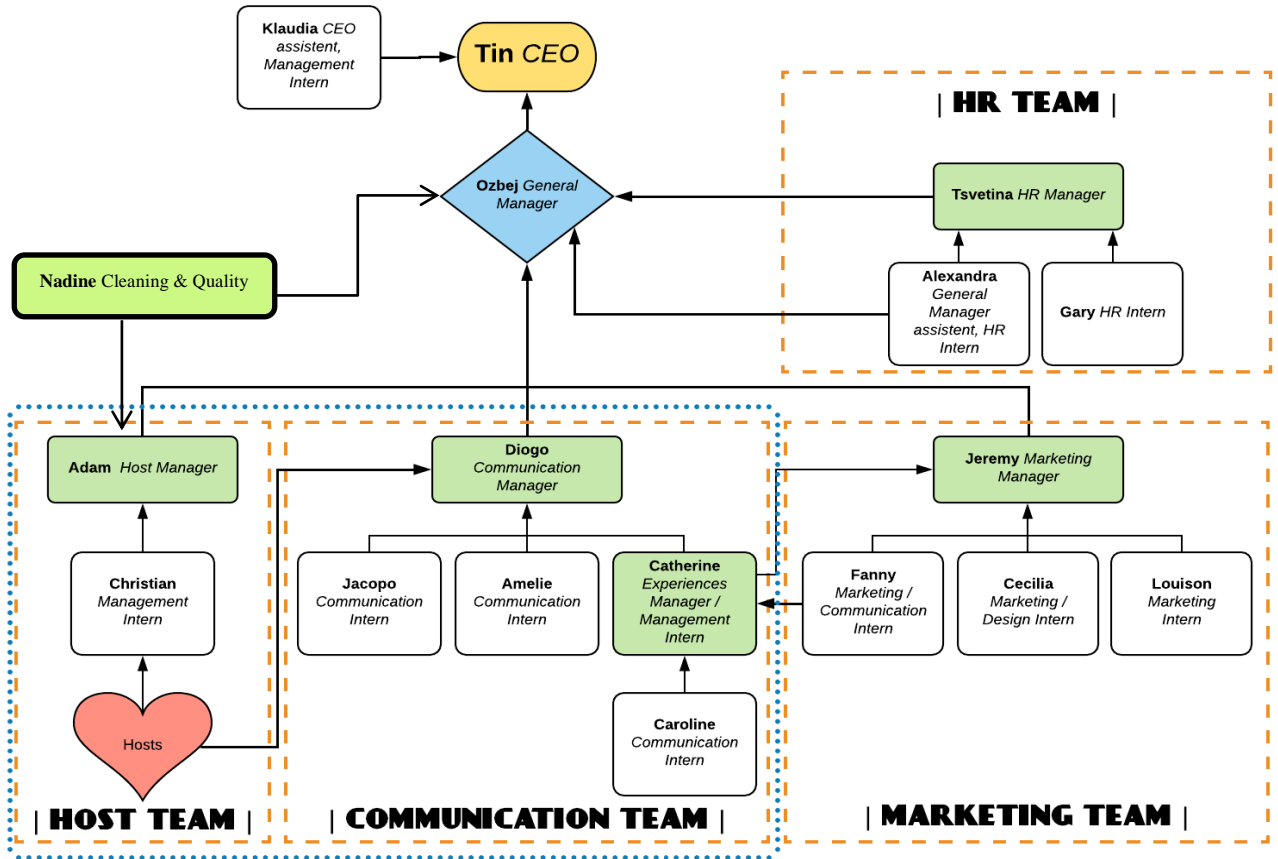 Klaudia CEO
assistent,
Management
Intern
Tin CEO
| HR TEAM |
Ozbej General
Manager
Tsvetina HR Manager
Nadine Cleaning & Quality
Alexandra
General
Manager
assistent, HR
Intern
Gary HR Intern
Adam Host Manager
Diogo
Communication
Manager
Jeremy Marketing
Manager
Christian
Management
Intern
Jacopo
Communication
Intern
Amelie
Communication
Intern
Catherine
Experiences
Manager /
Management
Intern
Fanny
Marketing /
Communication
Intern
Cecilia
Marketing /
Design Intern
Louison
Marketing
Intern
Hosts
Caroline
Communication
Intern
| HOST TEAM |
| COMMUNICATION TEAM |
| MARKETING TEAM |